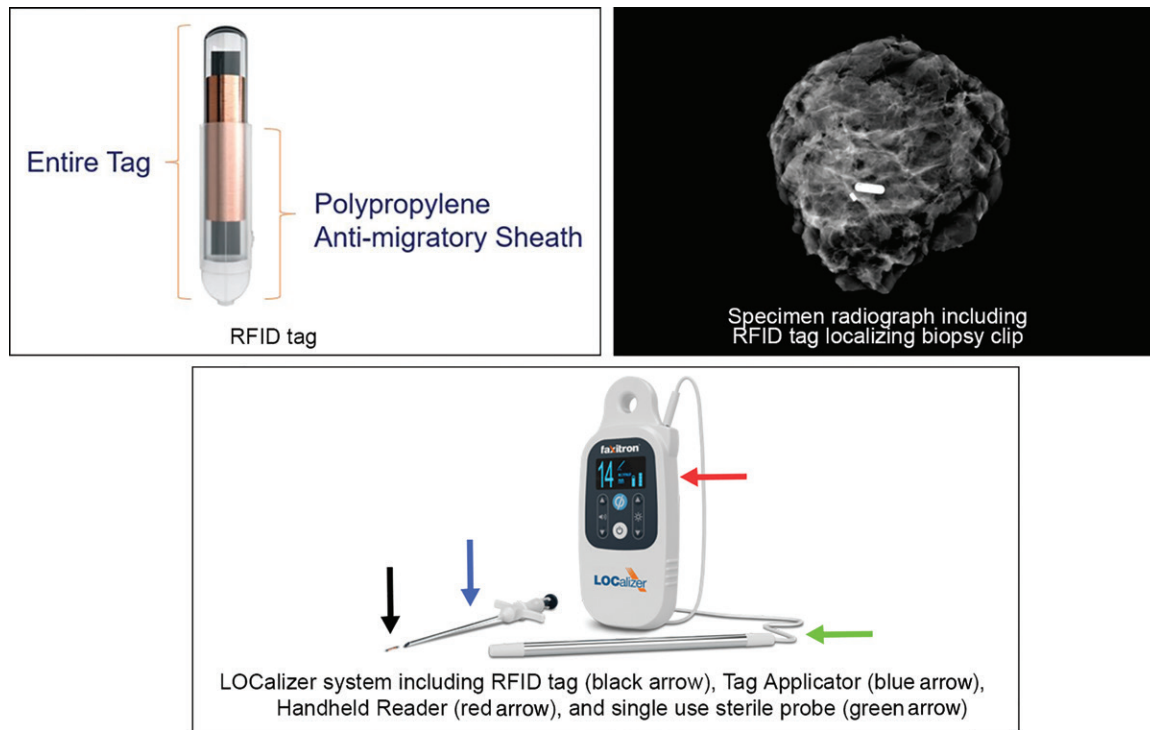 Entire Tag
Polypropylene
Anti-migratory Sheath
RFID tag
Specimen radiograph including
RFID tag localizing biopsy clip
faxitron
14
LOCalizer
LOCalizer system including RFID tag (black arrow), Tag Applicator (blue arrow),
Handheld Reader (red arrow), and single use sterile probe (green arrow)